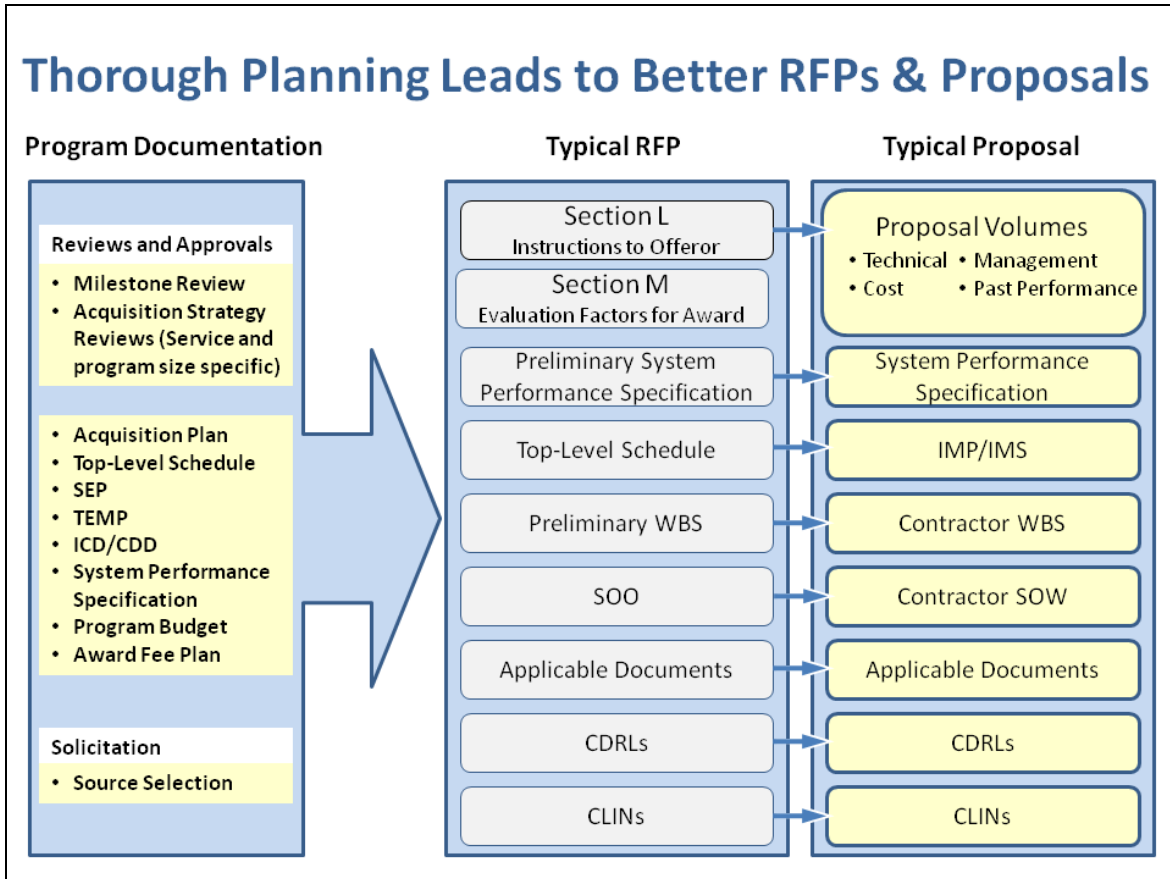 Thorough Planning Leads to Better RFPs & Proposals
Program Documentation
Reviews and Approvals
• Milestone Review
• Acquisition Strategy
Reviews (Service and
program size specific)
• Acquisition Plan
• Top-Level Schedule
• SEP
• TEMP
• ICD/CDD
• System Performance
Specification
• Program Budget
• Award Fee Plan
Solicitation
• Source Selection
Typical RFP
Section L
Instructions to Offeror
Section M
Evaluation Factors for Award
Preliminary System
Performance Specification
Top-Level Schedule
Preliminary WBS
SOO
Applicable Documents
CDRLs
CLINs
Typical Proposal
Proposal Volumes
• Technical • Management
• Cost • Past Performance
System Performance
Specification
IMP/IMS
Contractor WBS
Contractor SOW
Applicable Documents
CDRLs
CLINs